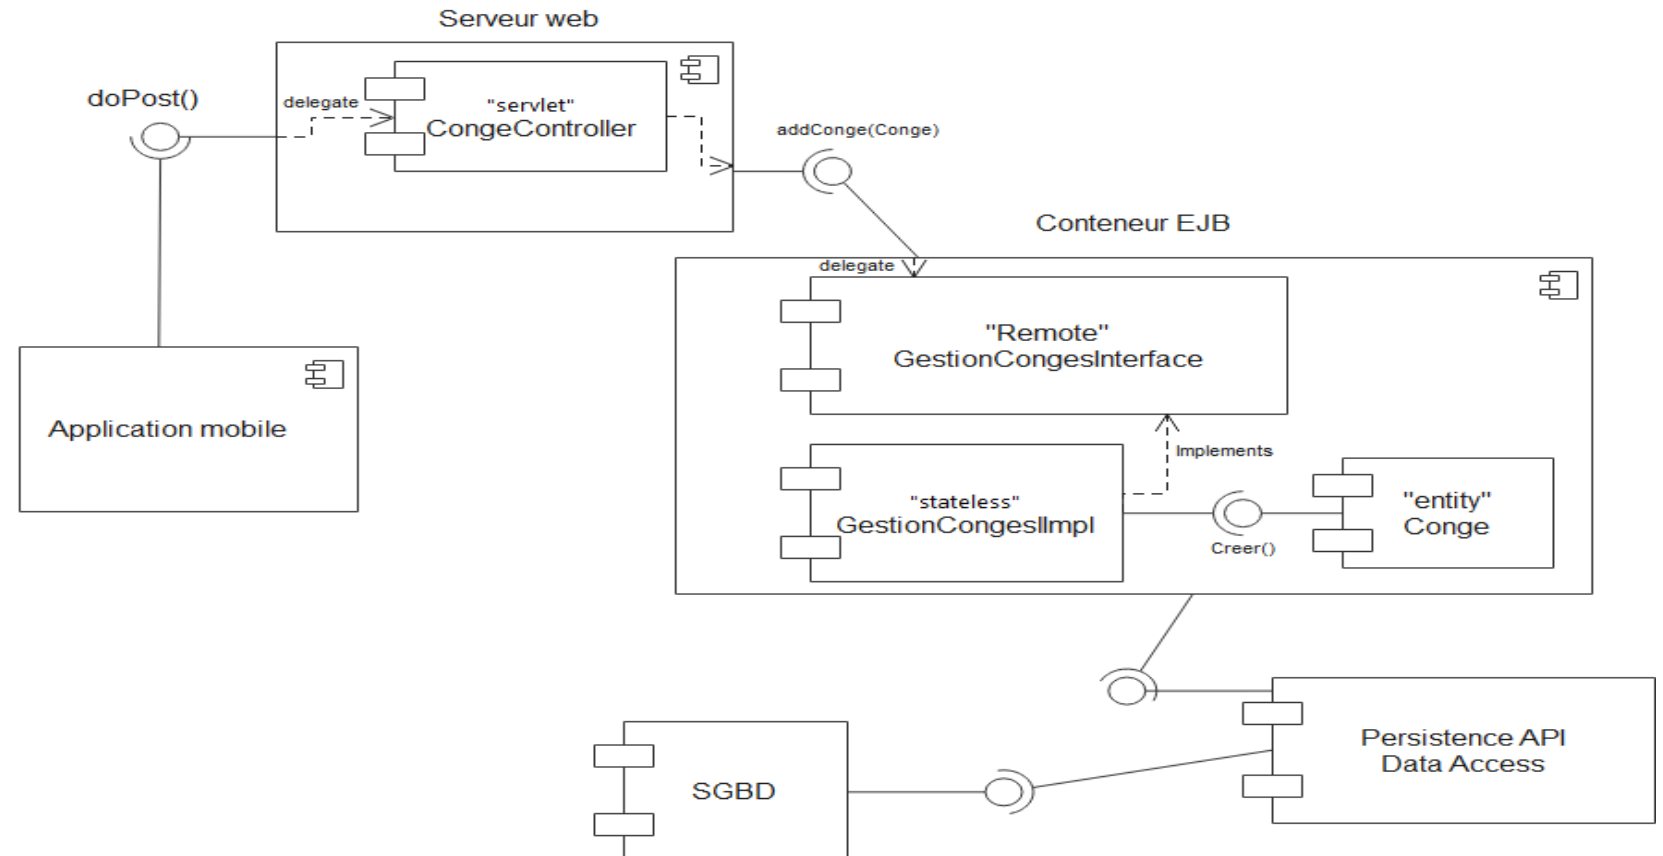 Serveur web
doPost()
delegate
"servlet"
CongeController
addConge(Conge)
Conteneur EJB
delegate
"Remote"
GestionCongesInterface
Application mobile
Implements
"stateless"
GestionCongesIImpl
"entity"
Conge
Creer()
Persistence API
Data Access
SGBD